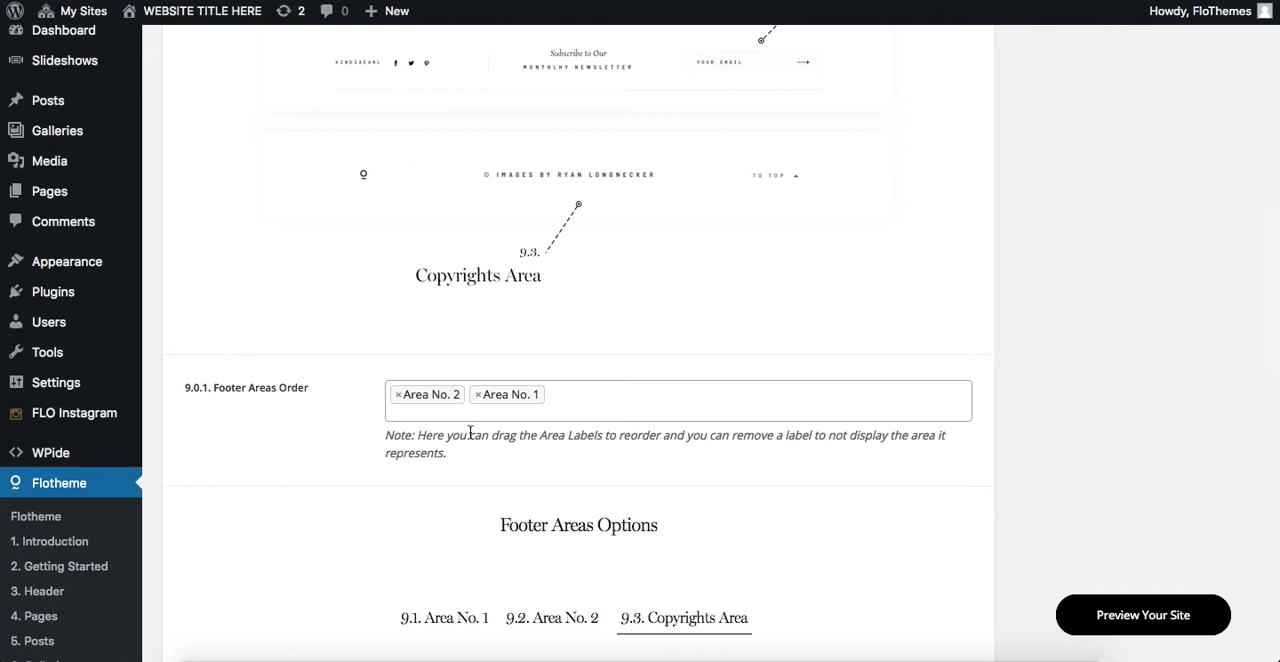 My Sites
WEBSITE TITLE HERE
2
0
New
Howdy, FloThemes
Dashboard
Slideshows
Posts
Galleries
Media
Pages
Comments
Appearance
Plugins
Users
Tools
Settings
FLO Instagram
WPide
Flotheme
Flotheme
1. Introduction
2. Getting Started
3. Header
4. Pages
5. Posts
#INDIAEARL
Subscribe to Our
MONTHLHY NEWSLETTER
YOUR EMAIL
© IMAGES BY RYAN LONGNECKER
TO TOP
9.3.
Copyrights Area
9.0.1. Footer Areas Order
× Area No. 2 × Area No. 1
Note: Here you can drag the Area Labels to reorder and you can remove a label to not display the area it
represents.
Footer Areas Options
9.1. Area No. 1 9.2. Area No. 2 9.3. Copyrights Area
Preview Your Site